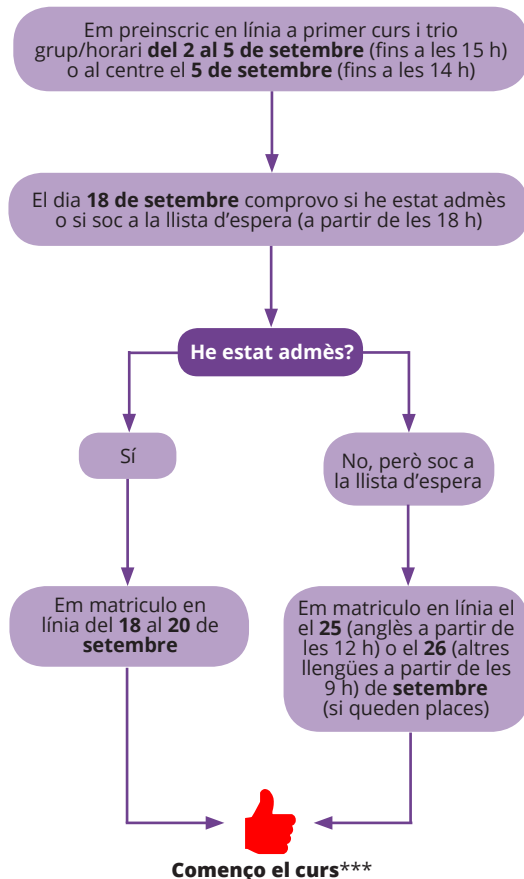 Em preinscric en línia a primer curs i trio
grup/horari del 2 al 5 de setembre (fins a les 15 h)
o al centre el 5 de setembre (fins a les 14 h)
El dia 18 de setembre comprovo si he estat admès
o si soc a la llista d'espera (a partir de les 18 h)
He estat admès?
Sí
No, però soc a
la llista d'espera
Em matriculo en
línia del 18 al 20 de
setembre
Em matriculo en línia el
el 25 (anglès a partir de
les 12 h) o el 26 (altres
llengües a partir de les
9 h) de setembre
(si queden places)
Començo el curs***